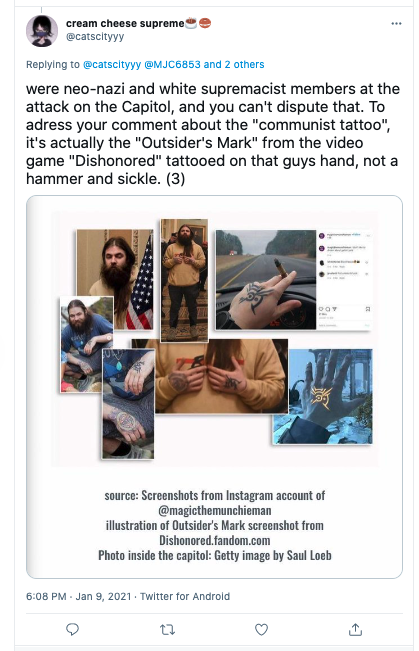 cream cheese supreme
@catscityyy
Replying to @catscityyy @MJC6853 and 2 others
were neo-nazi and white supremacist members at the
attack on the Capitol, and you can't dispute that. To
adress your comment about the "communist tattoo",
it's actually the "Outsider's Mark" from the video
game "Dishonored" tattooed on that guys hand, not a
hammer and sickle. (3)
source: Screenshots from Instagram account of
@magicthemunchieman
illustration of Outsider's Mark screenshot from
Dishonored.fandom.com
Photo inside the capitol: Getty image by Saul Loeb
6:08 PM · Jan 9, 2021 · Twitter for Android